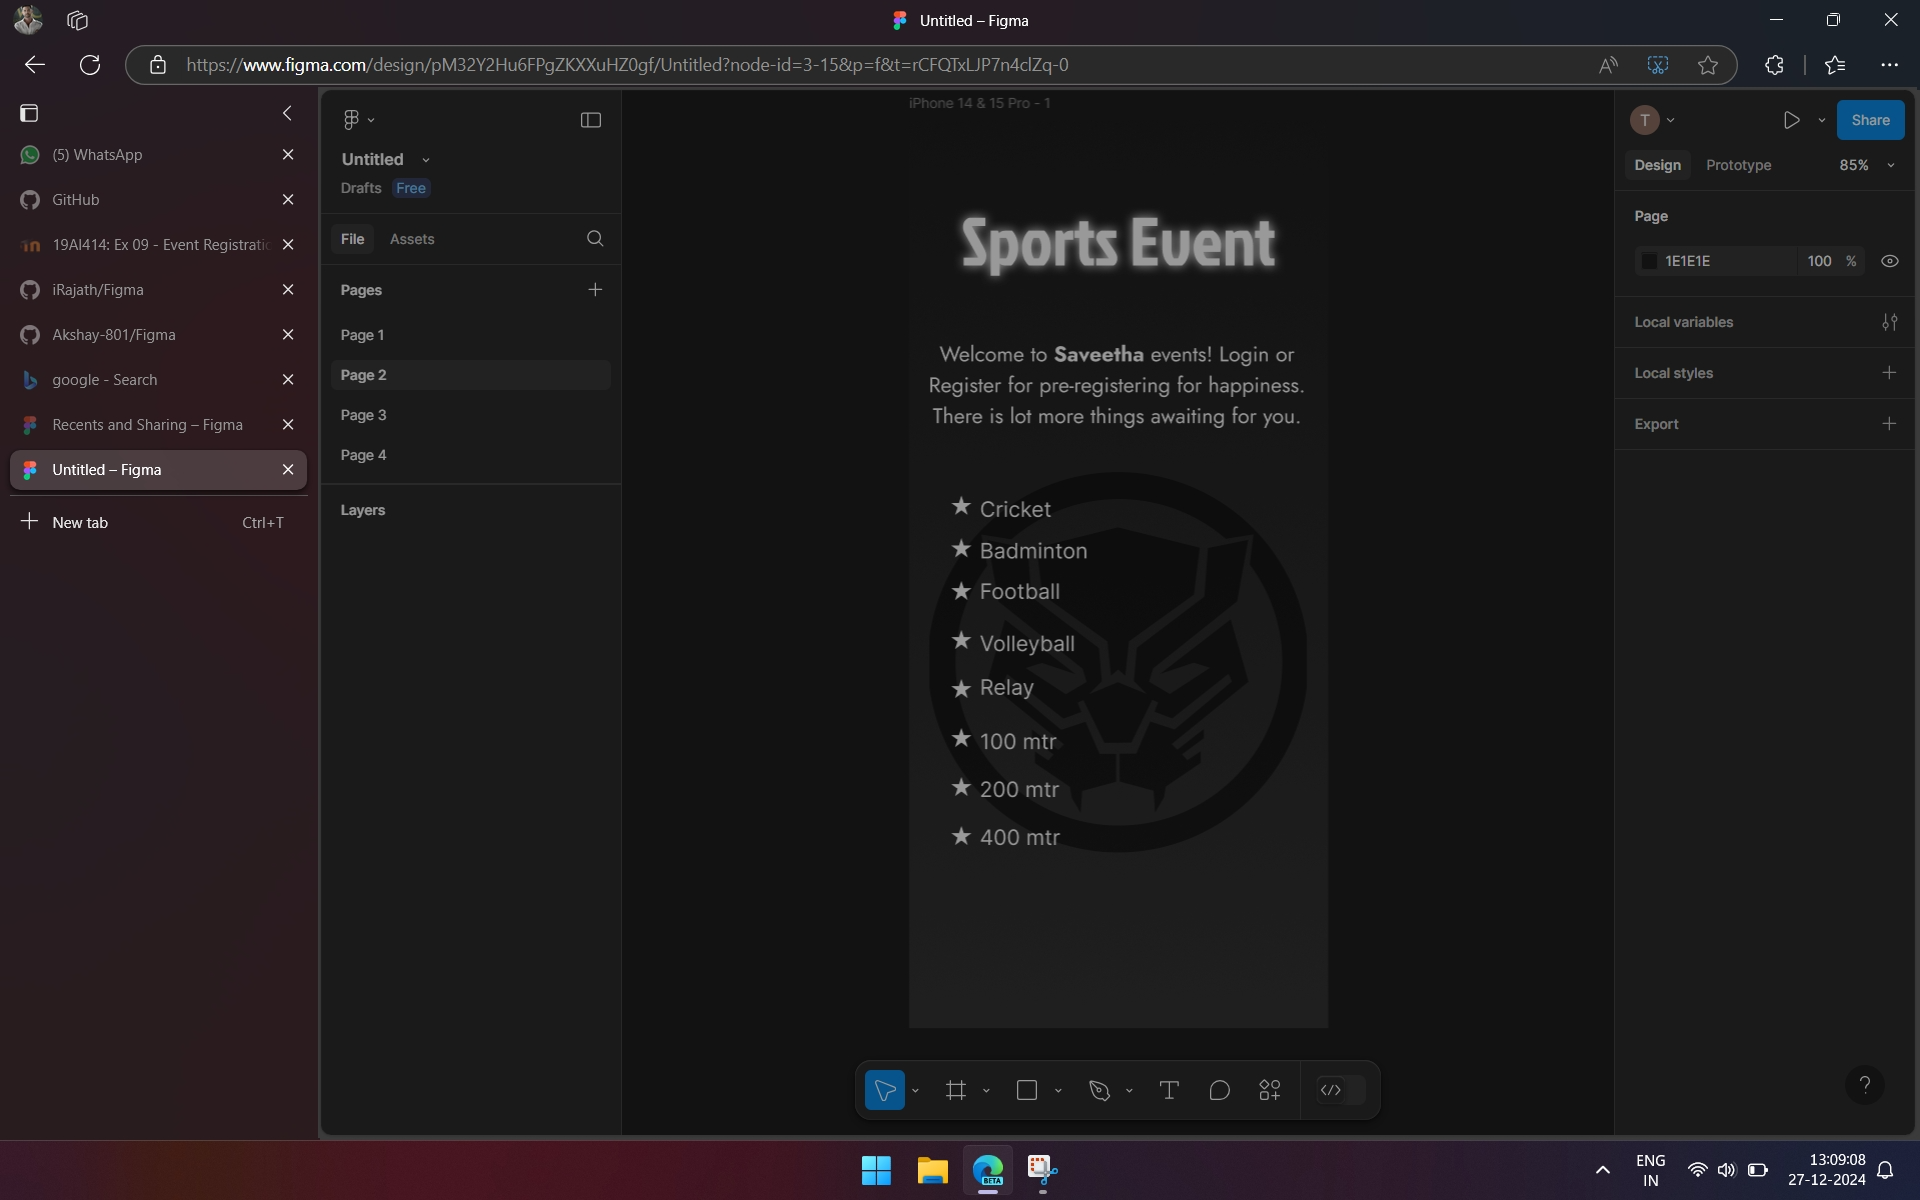 Untitled – Figma
https://www.figma.com/design/pM32Y2Hu6FPgZKXXuHZ0gf/Untitled?node-id=3-15&p=f&t=rCFQTxLJP7n4clZq-0
(5) WhatsApp
GitHub
19AI414: Ex 09 - Event Registratic
iRajath/Figma
Akshay-801/Figma
google - Search
Recents and Sharing – Figma
Untitled – Figma
New tab Ctrl+T
Untitled
Drafts Free
File Assets
Pages
Page 1
Page 2
Page 3
Page 4
Layers
iPhone 14 & 15 Pro - 1
Sports Event
Welcome to Saveetha events! Login or
Register for pre-registering for happiness.
There is lot more things awaiting for you.
★ Cricket
★ Badminton
★ Football
★ Volleyball
★ Relay
★ 100 mtr
★ 200 mtr
★ 400 mtr
T Share
Design Prototype 85%
Page
1E1E1E 100 %
Local variables
Local styles
Export
?
BETA
ENG
IN
13:09:08
27-12-2024